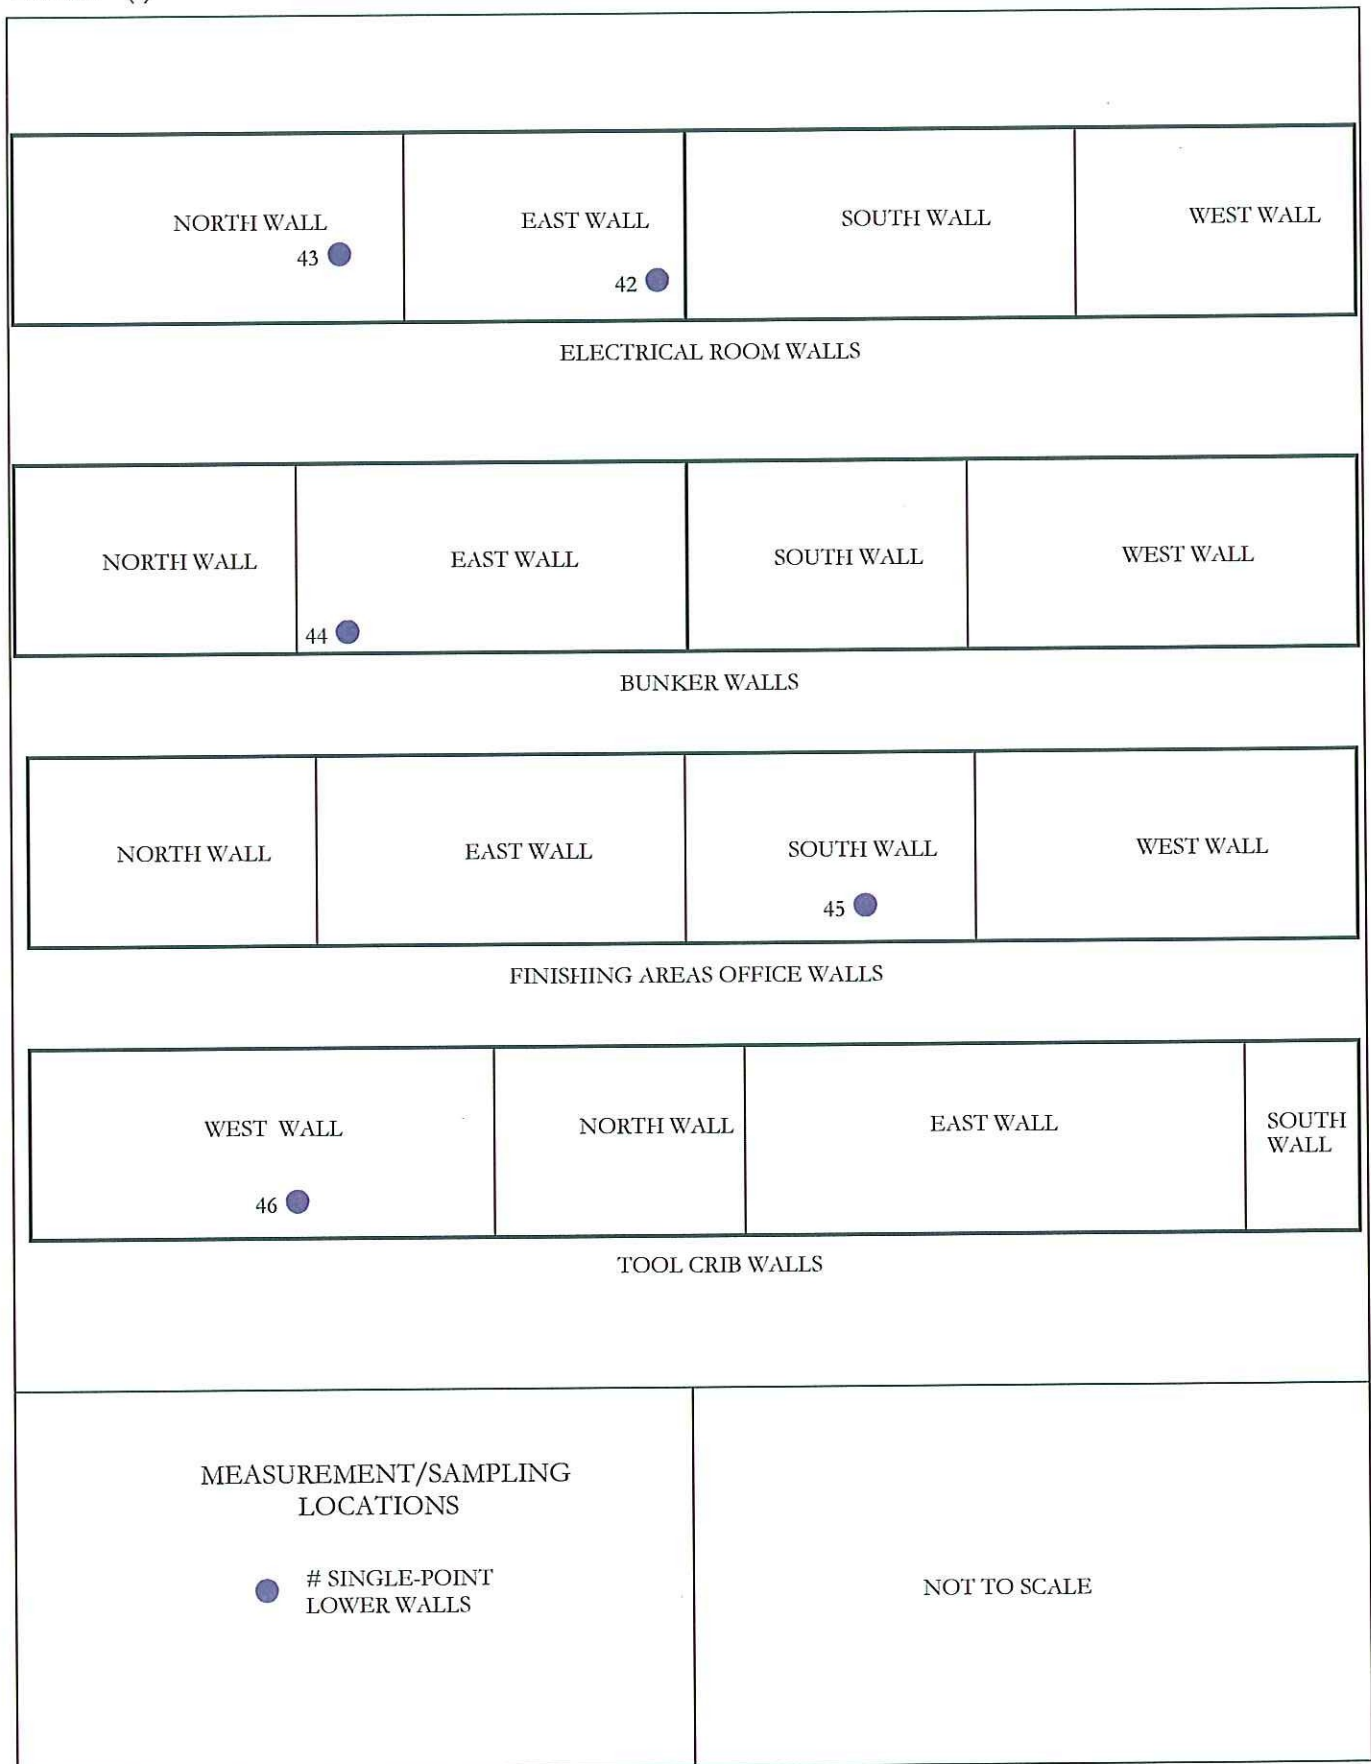 NORTH WALL
43
EAST WALL
42
SOUTH WALL
WEST WALL
ELECTRICAL ROOM WALLS
NORTH WALL
EAST WALL
44
SOUTH WALL
WEST WALL
BUNKER WALLS
NORTH WALL
EAST WALL
SOUTH WALL
45
WEST WALL
FINISHING AREAS OFFICE WALLS
WEST WALL
46
NORTH WALL
EAST WALL
SOUTH
WALL
TOOL CRIB WALLS
MEASUREMENT/SAMPLING
LOCATIONS
# SINGLE-POINT
LOWER WALLS
NOT TO SCALE